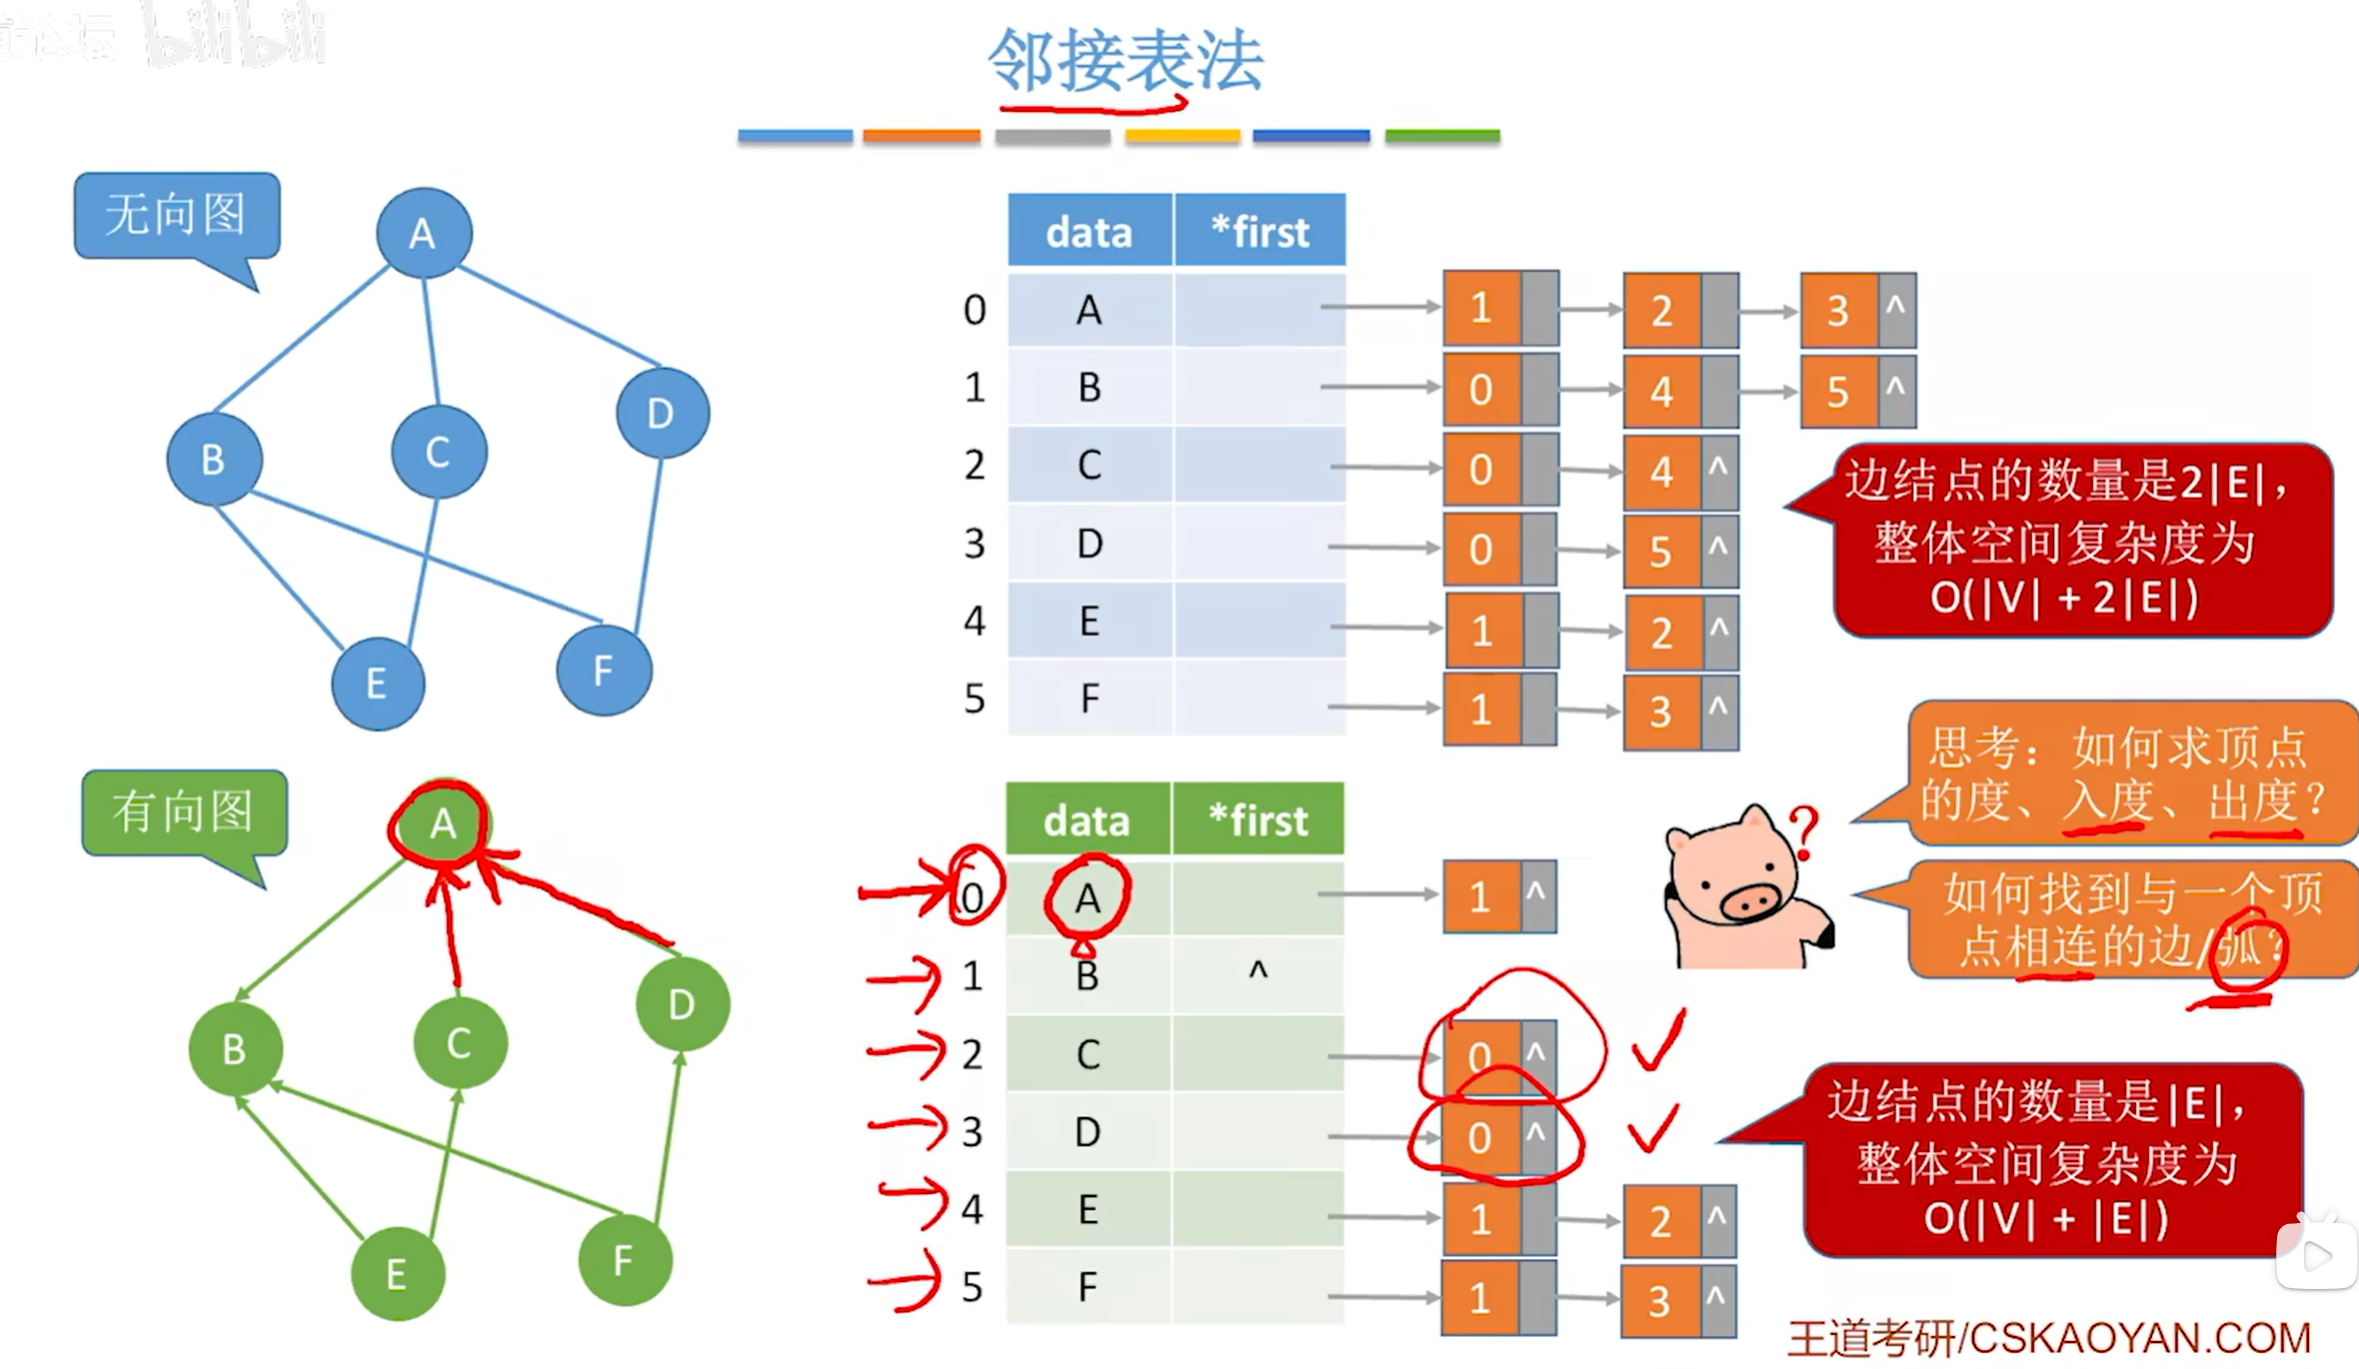 bilibili
邻接表法
无向图
A
B
C
D
E
F
data *first
0 A 1 2 3 ^
1 B 0 4 5 ^
2 C 0 4 ^
3 D 0 5 ^
4 E 1 2 ^
5 F 1 3 ^
边结点的数量是2|E|，
整体空间复杂度为
O(|V| + 2|E|)
思考：如何求顶点
的度、入度、出度？
?
如何找到与一个顶
点相连的边/弧？
有向图
A
B
C
D
E
F
data *first
0 A 1 ^
1 B ^
2 C 0 ^
3 D 0 ^
4 E 1 2 ^
5 F 1 3 ^
边结点的数量是|E|，
整体空间复杂度为
O(|V| + |E|)
王道考研/CSKAOYAN.COM